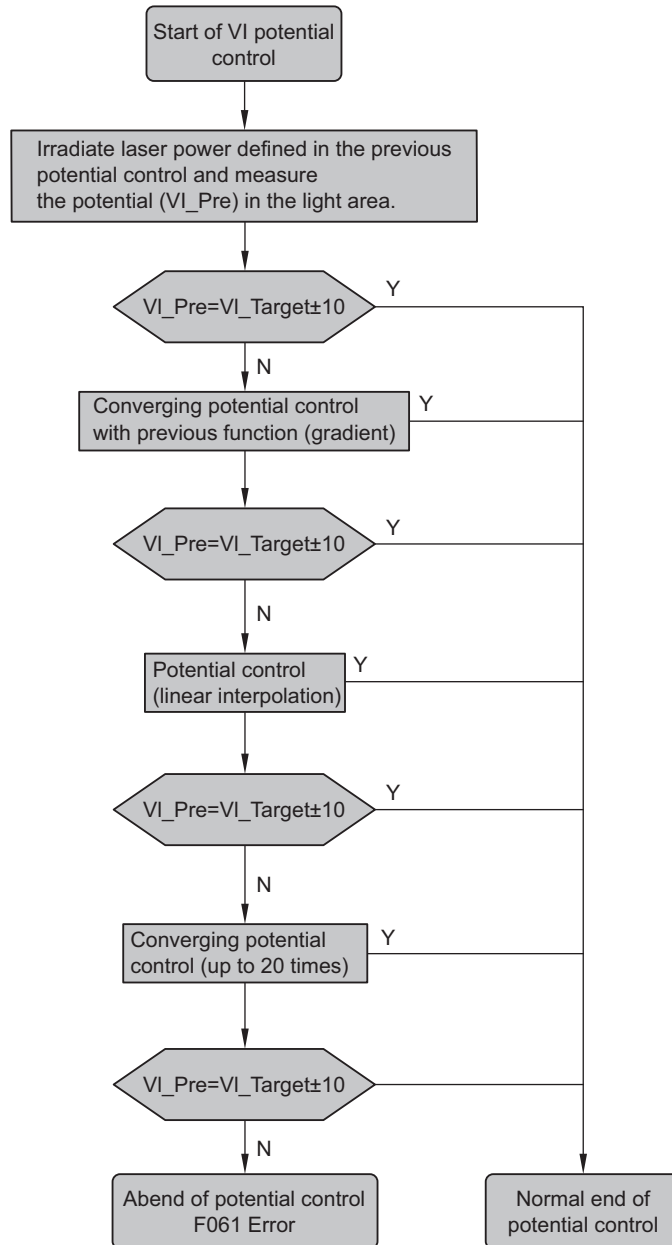 Start of VI potential
control
Irradiate laser power defined in the previous
potential control and measure
the potential (VI_Pre) in the light area.
VI_Pre=VI_Target±10
Y
N
Converging potential control
with previous function (gradient)
Y
VI_Pre=VI_Target±10
Y
N
Potential control
(linear interpolation)
Y
VI_Pre=VI_Target±10
Y
N
Converging potential
control (up to 20 times)
Y
VI_Pre=VI_Target±10
Y
N
Abend of potential control
F061 Error
Normal end of
potential control